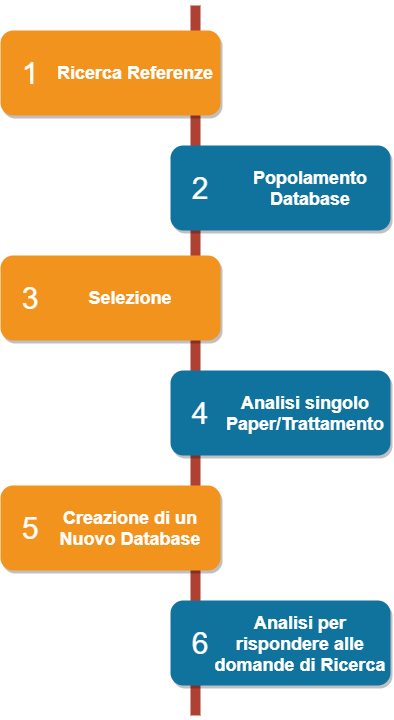 1
Ricerca Referenze
2
Popolamento
Database
3
Selezione
4
Analisi singolo
Paper/Trattamento
5
Creazione di un
Nuovo Database
6
Analisi per
rispondere alle
domande di Ricerca